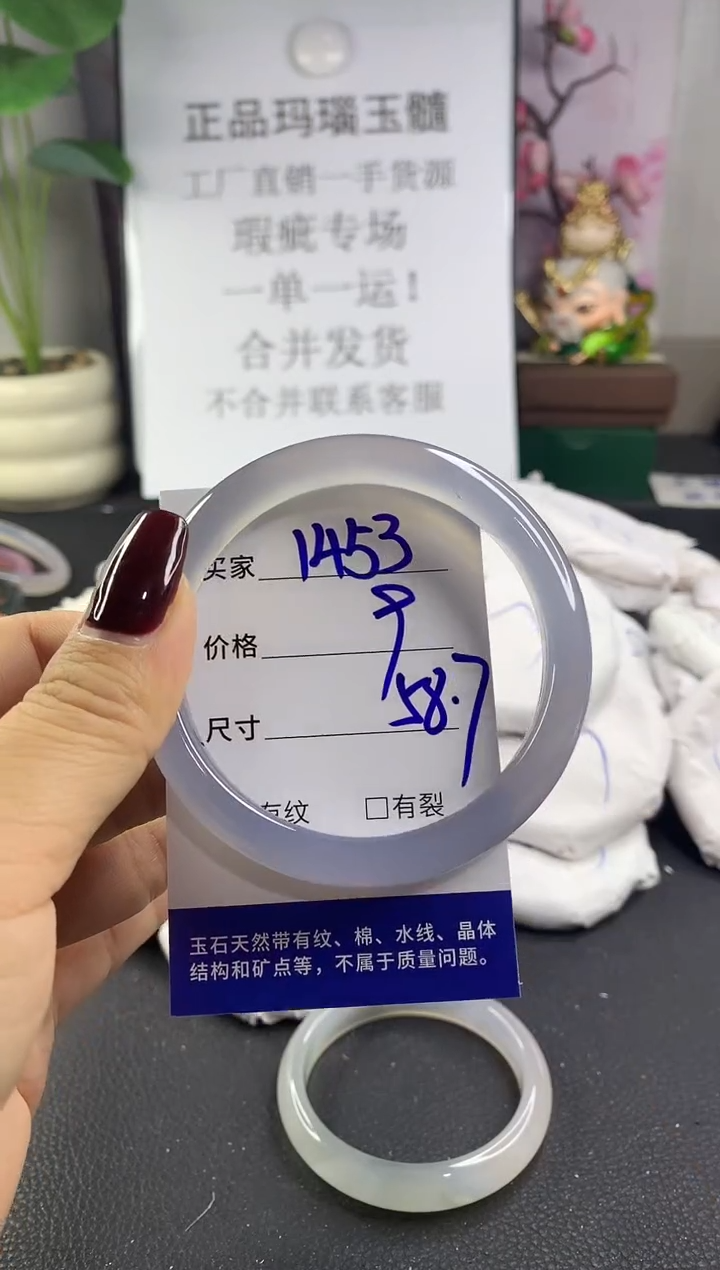 正品玛瑙玉髓
工厂直销一手货源
瑕疵专场
一单一运！
合并发货
不合并联系客服
买家 1453
价格
尺寸 58.7
有纹 □有裂
玉石天然带有纹、棉、水线、晶体
结构和矿点等，不属于质量问题。